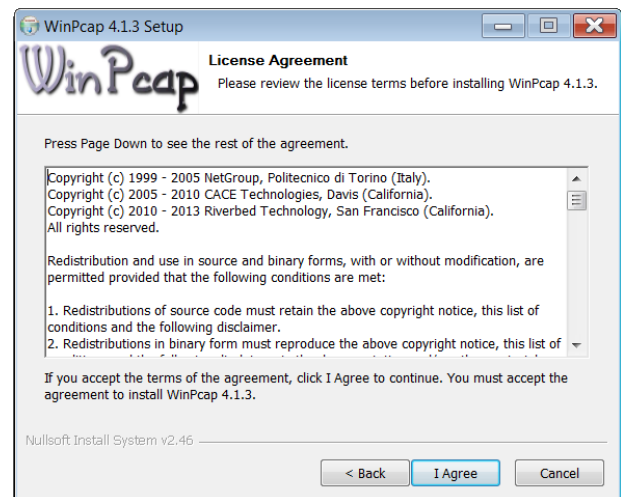 WinPcap 4.1.3 Setup
WinPcap
License Agreement
Please review the license terms before installing WinPcap 4.1.3.
Press Page Down to see the rest of the agreement.
Copyright (c) 1999 - 2005 NetGroup, Politecnico di Torino (Italy).
Copyright (c) 2005 - 2010 CACE Technologies, Davis (California).
Copyright (c) 2010 - 2013 Riverbed Technology, San Francisco (California).
All rights reserved.
Redistribution and use in source and binary forms, with or without modification, are
permitted provided that the following conditions are met:
1. Redistributions of source code must retain the above copyright notice, this list of
conditions and the following disclaimer.
2. Redistributions in binary form must reproduce the above copyright notice, this list of
If you accept the terms of the agreement, click I Agree to continue. You must accept the
agreement to install WinPcap 4.1.3.
Nullsoft Install System v2.46
< Back
I Agree
Cancel